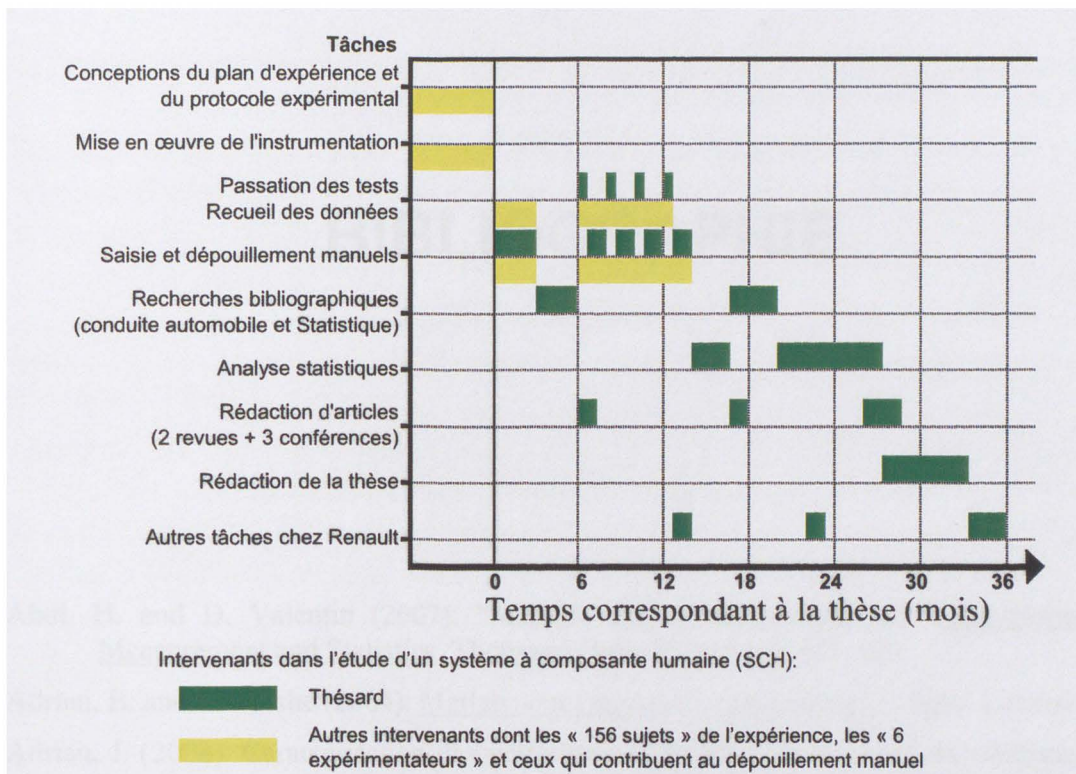 Tâches
Conceptions du plan d'expérience et
du protocole expérimental
Mise en œuvre de l'instrumentation
Passation des tests
Recueil des données
Saisie et dépouillement manuels
Recherches bibliographiques
(conduite automobile et Statistique)
Analyse statistiques
Rédaction d'articles
(2 revues + 3 conférences)
Rédaction de la thèse
Autres tâches chez Renault
0 6 12 18 24 30 36
Temps correspondant à la thèse (mois)
Intervenants dans l'étude d'un système à composante humaine (SCH):
Thésard
Autres intervenants dont les « 156 sujets » de l'expérience, les « 6
expérimentateurs » et ceux qui contribuent au dépouillement manuel